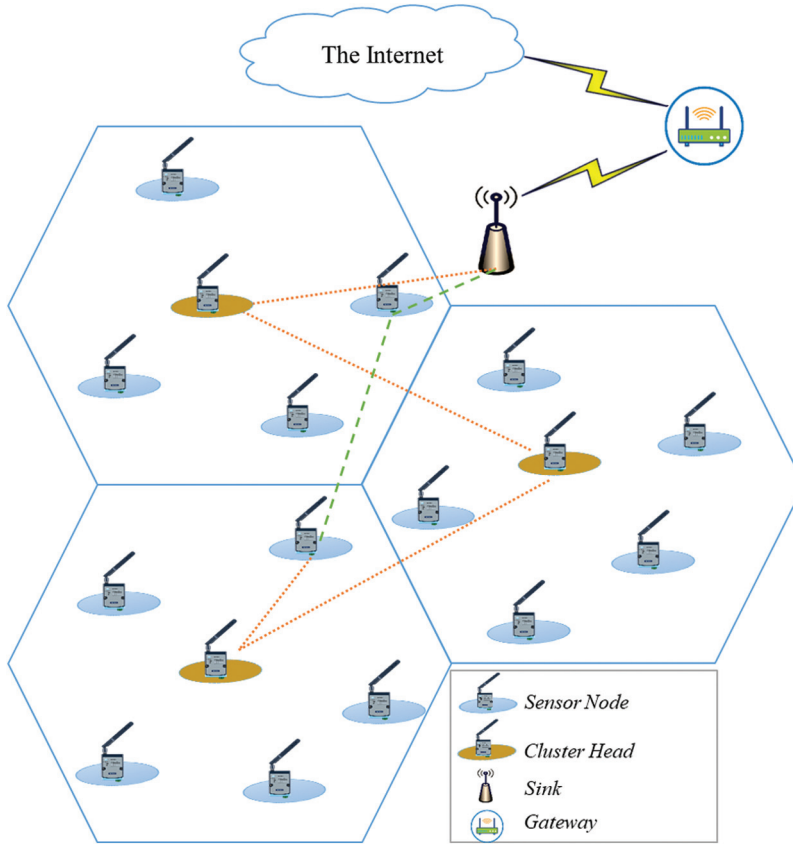 The Internet
Sensor Node
Cluster Head
Sink
Gateway